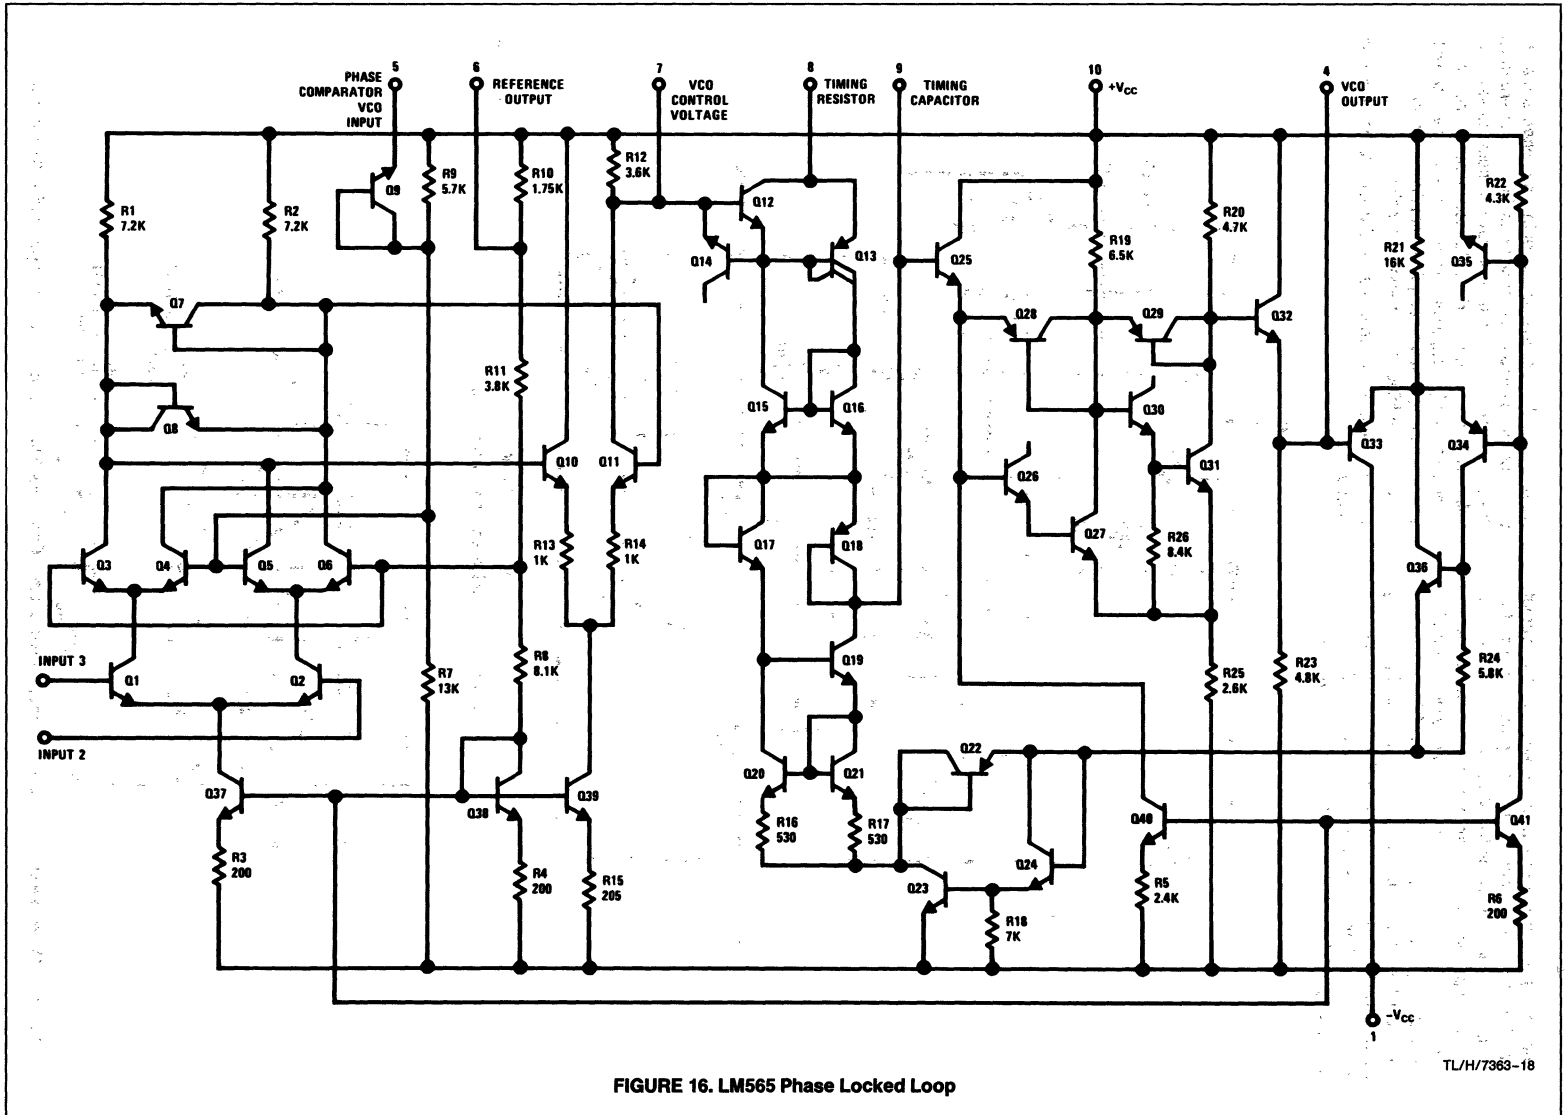 5
PHASE
COMPARATOR
VCO
INPUT
6
REFERENCE
OUTPUT
7
VCO
CONTROL
VOLTAGE
8
TIMING
RESISTOR
9
TIMING
CAPACITOR
10
+VCC
4
VCO
OUTPUT
R1
7.2K
R2
7.2K
Q9
R9
5.7K
R10
1.75K
R12
3.6K
Q12
Q13
Q14
Q25
R19
6.5K
R20
4.7K
R21
16K
R22
4.3K
Q35
Q7
Q8
R11
3.8K
Q28
Q29
Q32
Q15
Q16
Q30
Q10
Q11
Q26
Q31
Q33
Q34
Q3
Q4
Q5
Q6
R13
1K
R14
1K
Q17
Q18
Q27
R26
8.4K
Q36
INPUT 3
Q1
Q2
R7
13K
R8
8.1K
Q19
R25
2.6K
R23
4.8K
R24
5.8K
INPUT 2
Q37
Q38
Q39
Q20
Q21
Q22
Q40
Q41
R3
200
R4
200
R15
205
R16
530
R17
530
Q23
Q24
R18
7K
R5
2.4K
R6
200
-VCC
1
TL/H/7363-18
FIGURE 16. LM565 Phase Locked Loop